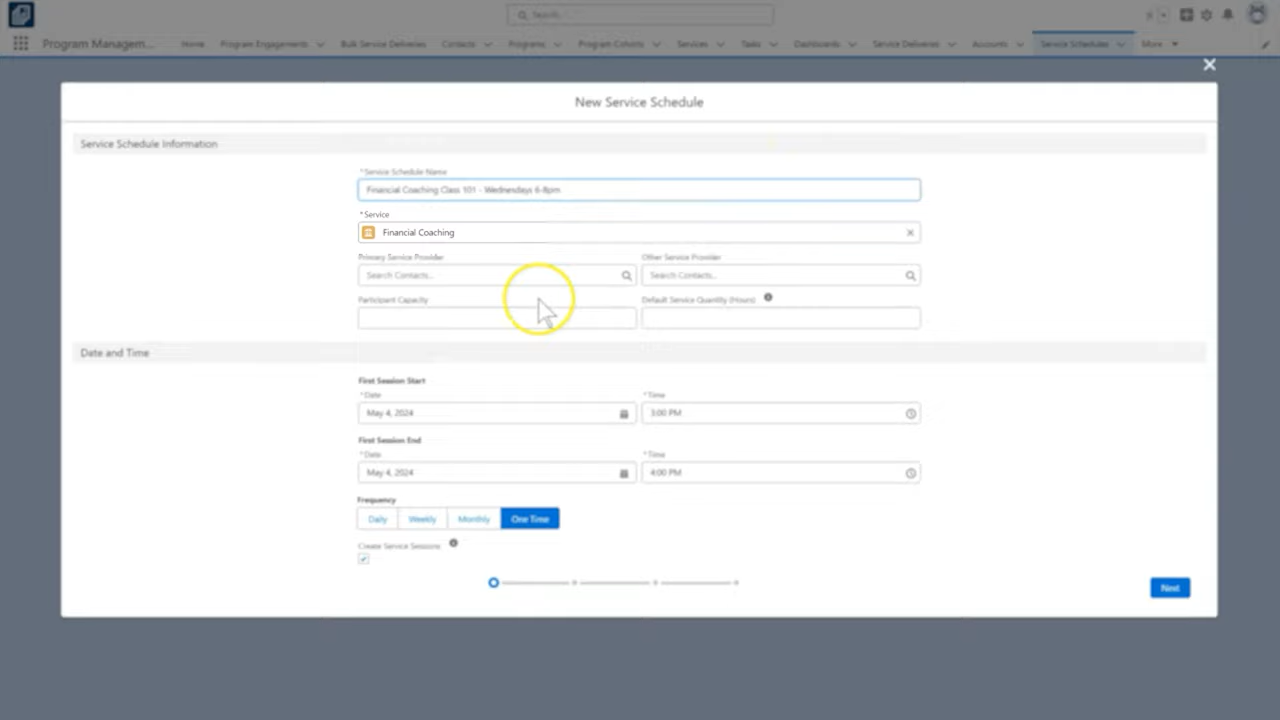 Search...
Program Managem... Home Program Engagements Bulk Service Deliveries Contacts Programs Program Cohorts Services Tasks Dashboards Service Deliveries Accounts Service Schedules More
New Service Schedule
Service Schedule Information
*Service Schedule Name
Financial Coaching Class 101 - Wednesdays 6-8pm
*Service
Financial Coaching
Primary Service Provider Other Service Provider
Search Contacts... Search Contacts...
Participant Capacity Default Service Quantity (Hours)
Date and Time
First Session Start
*Date *Time
May 4, 2024 3:00 PM
First Session End
*Date *Time
May 4, 2024 4:00 PM
Frequency
Daily Weekly Monthly One Time
Create Service Sessions
Next